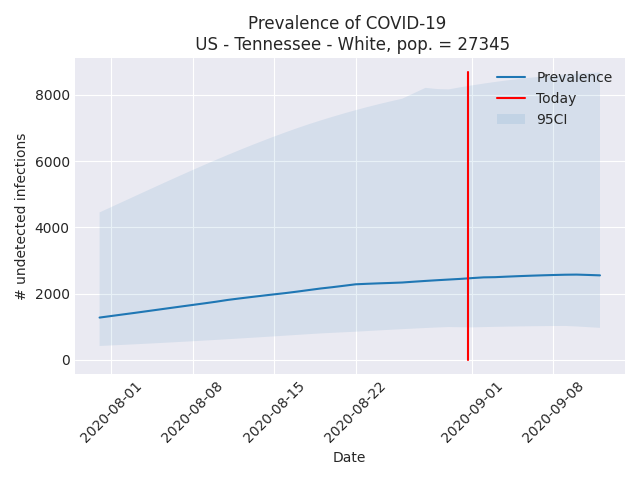 Prevalence of COVID-19
US - Tennessee - White, pop. = 27345
Prevalence
Today
95CI
8000
6000
4000
2000
0
# undetected infections
2020-08-01
2020-08-08
2020-08-15
2020-08-22
2020-09-01
2020-09-08
Date